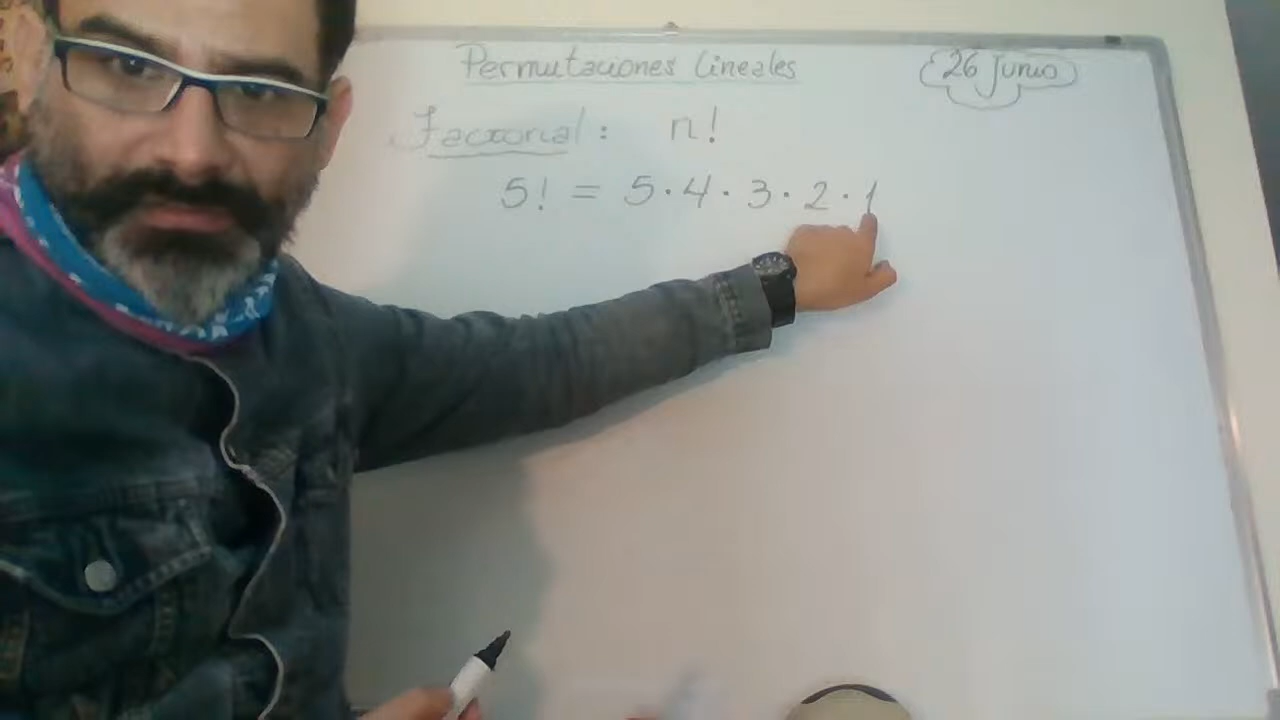 Permutaciones Lineales
26 Junio
Factorial: n!
5! = 5 · 4 · 3 · 2 · 1